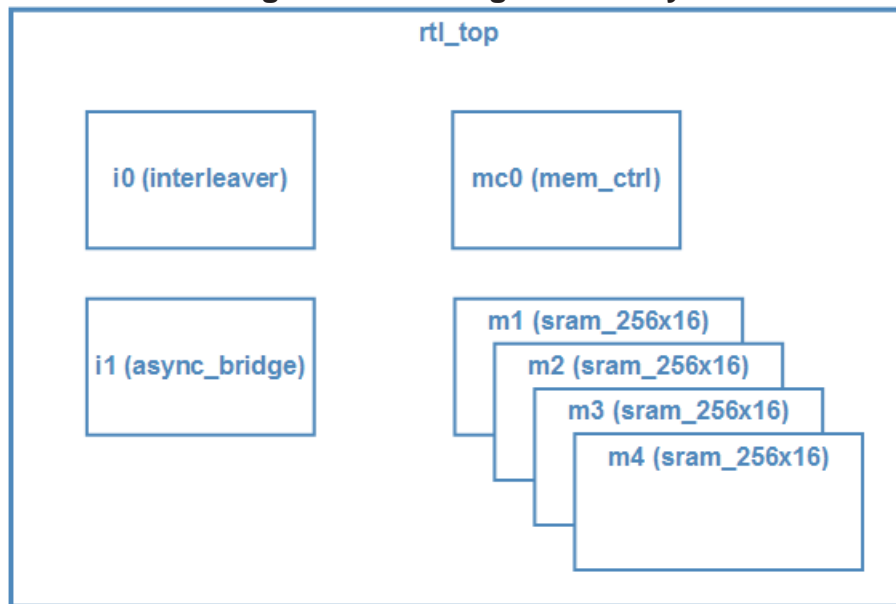 rtl_top
i0 (interleaver)
mc0 (mem_ctrl)
i1 (async_bridge)
m1 (sram_256x16)
m2 (sram_256x16)
m3 (sram_256x16)
m4 (sram_256x16)